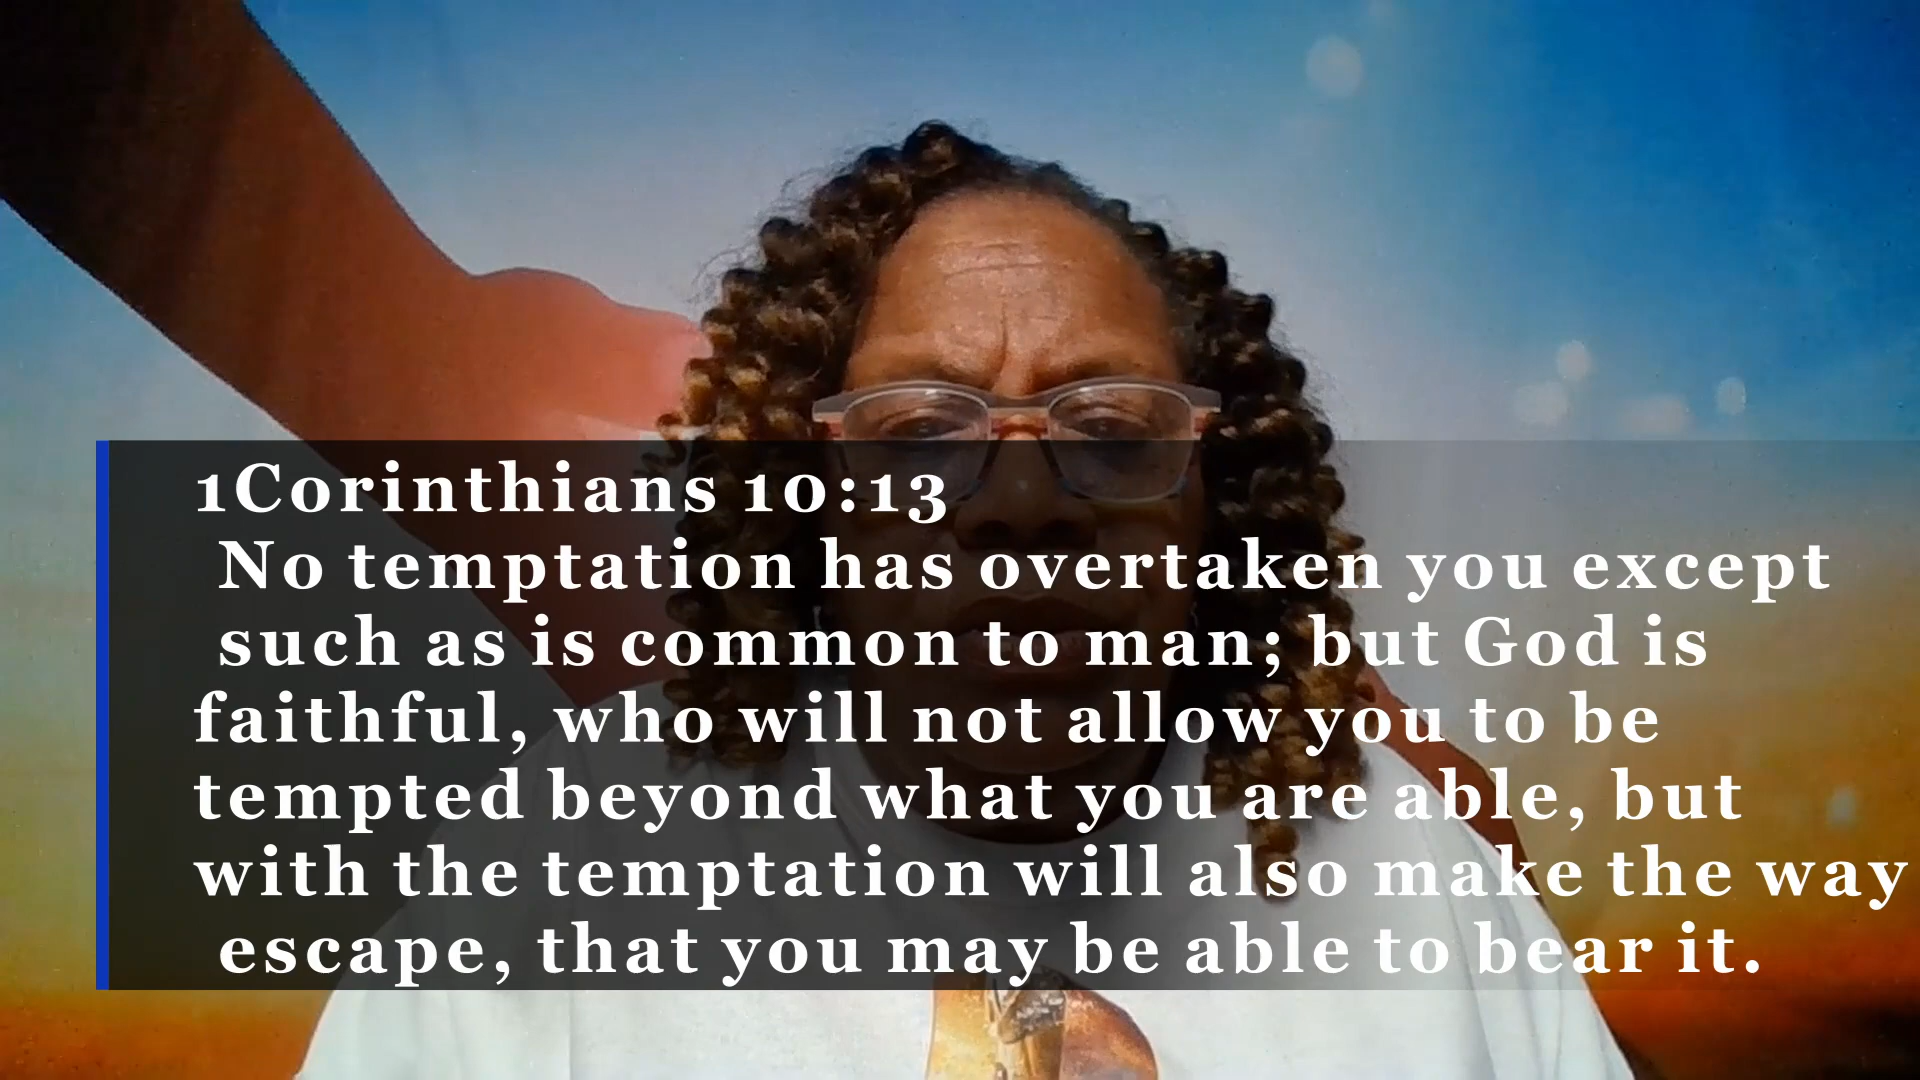 1Corinthians 10:13
No temptation has overtaken you except
such as is common to man; but God is
faithful, who will not allow you to be
tempted beyond what you are able, but
with the temptation will also make the way
escape, that you may be able to bear it.